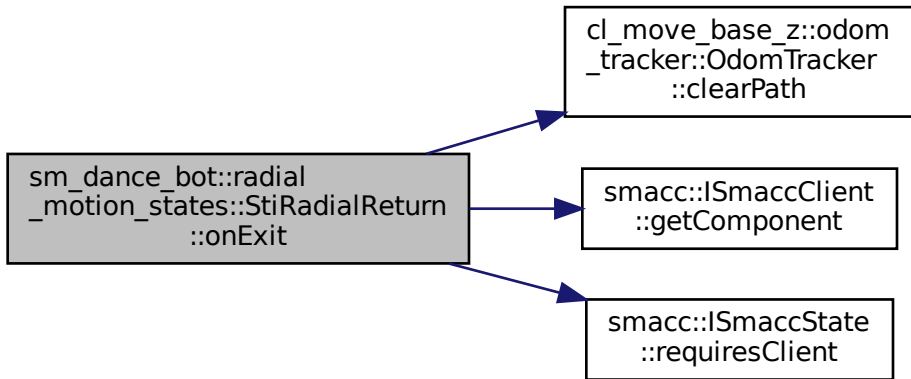 sm_dance_bot::radial
_motion_states::StiRadialReturn
::onExit
cl_move_base_z::odom
_tracker::OdomTracker
::clearPath
smacc::ISmaccClient
::getComponent
smacc::ISmaccState
::requiresClient